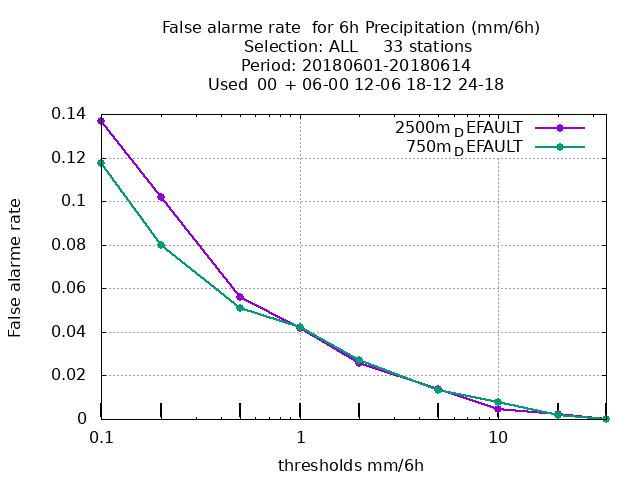 False alarme rate  for 6h Precipitation (mm/6h)
Selection: ALL     33 stations
Period: 20180601-20180614
Used  00  + 06-00 12-06 18-12 24-18
2500m_DEFAULT
750m_DEFAULT
False alarme rate
0.14
0.12
0.1
0.08
0.06
0.04
0.02
0
0.1
1
10
thresholds mm/6h